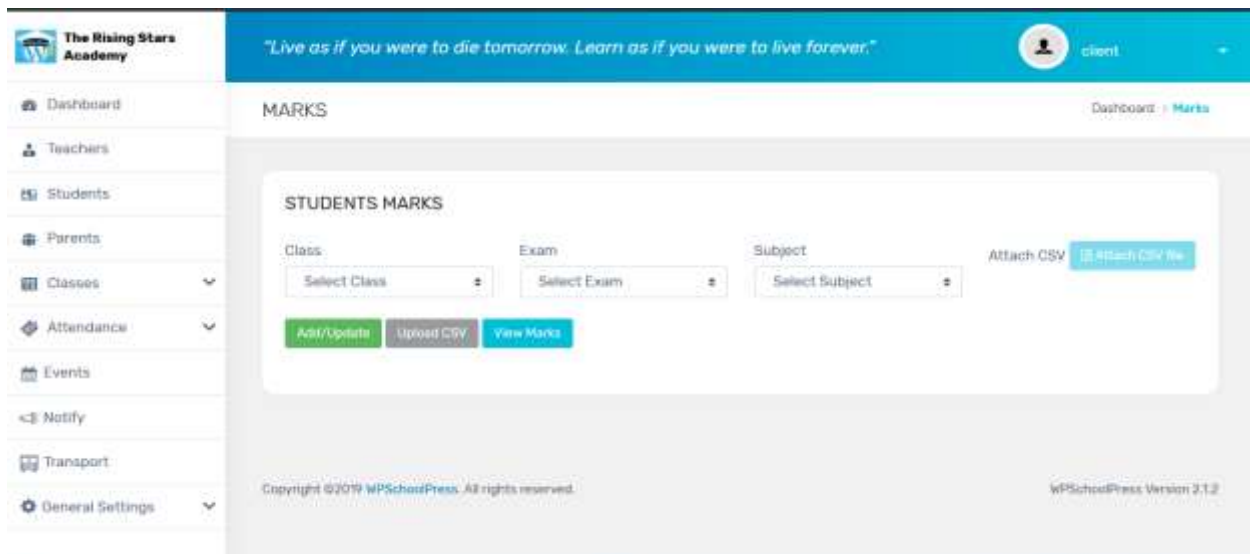 The Rising Stars
Academy
"Live as if you were to die tomorrow. Learn as if you were to live forever."
client
Dashboard
Teachers
Students
Parents
Classes
Attendance
Events
Notify
Transport
General Settings
MARKS
Dashboard Marks
STUDENTS MARKS
Class Exam Subject
Attach CSV Attach CSV file
Select Class Select Exam Select Subject
Add/Update Upload CSV View Marks
Copyright ©2019 WPSchoolPress. All rights reserved.
WPSchoolPress Version 2.1.2